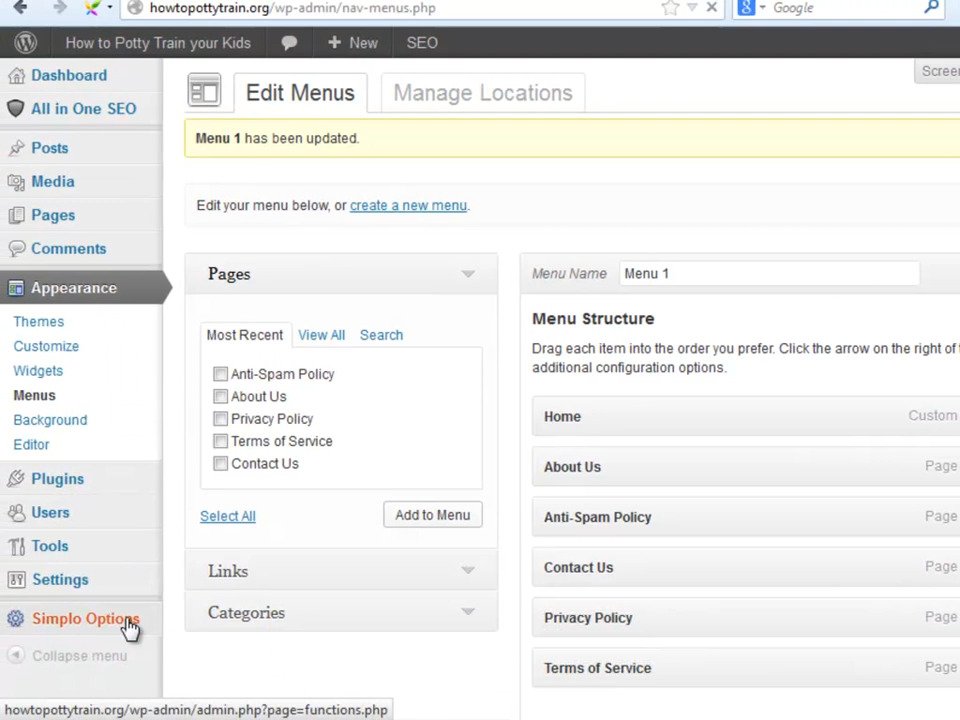 howtopottytrain.org/wp-admin/nav-menus.php
Google
How to Potty Train your Kids
+ New
SEO
Dashboard
All in One SEO
Posts
Media
Pages
Comments
Appearance
Themes
Customize
Widgets
Menus
Background
Editor
Plugins
Users
Tools
Settings
Simplo Options
Collapse menu
Edit Menus
Manage Locations
Screen
Menu 1 has been updated.
Edit your menu below, or create a new menu.
Pages
Most Recent
View All
Search
Anti-Spam Policy
About Us
Privacy Policy
Terms of Service
Contact Us
Select All
Add to Menu
Links
Categories
Menu Name
Menu 1
Menu Structure
Drag each item into the order you prefer. Click the arrow on the right of t
additional configuration options.
Home Custom
About Us Page
Anti-Spam Policy Page
Contact Us Page
Privacy Policy Page
Terms of Service Page
howtopottytrain.org/wp-admin/admin.php?page=functions.php